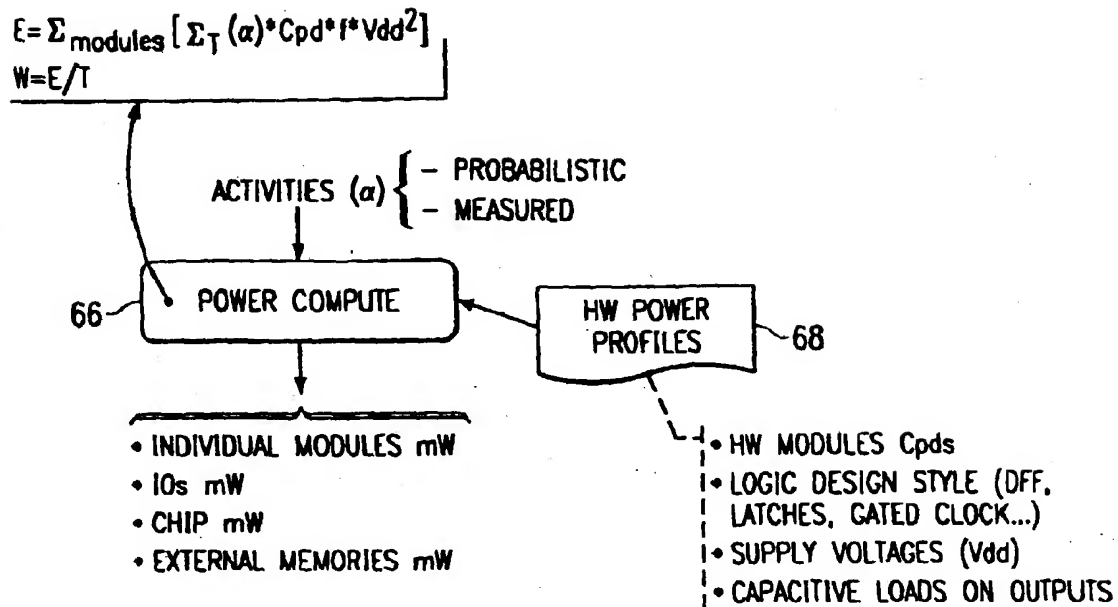 E=Σmodules[ΣT(α)*Cpd*f*Vdd²]
W=E/T
ACTIVITIES (α)
– PROBABILISTIC
– MEASURED
66
POWER COMPUTE
HW POWER
PROFILES
68
• INDIVIDUAL MODULES mW
• IOs mW
• CHIP mW
• EXTERNAL MEMORIES mW
• HW MODULES Cpds
• LOGIC DESIGN STYLE (DFF,
LATCHES, GATED CLOCK...)
• SUPPLY VOLTAGES (Vdd)
• CAPACITIVE LOADS ON OUTPUTS